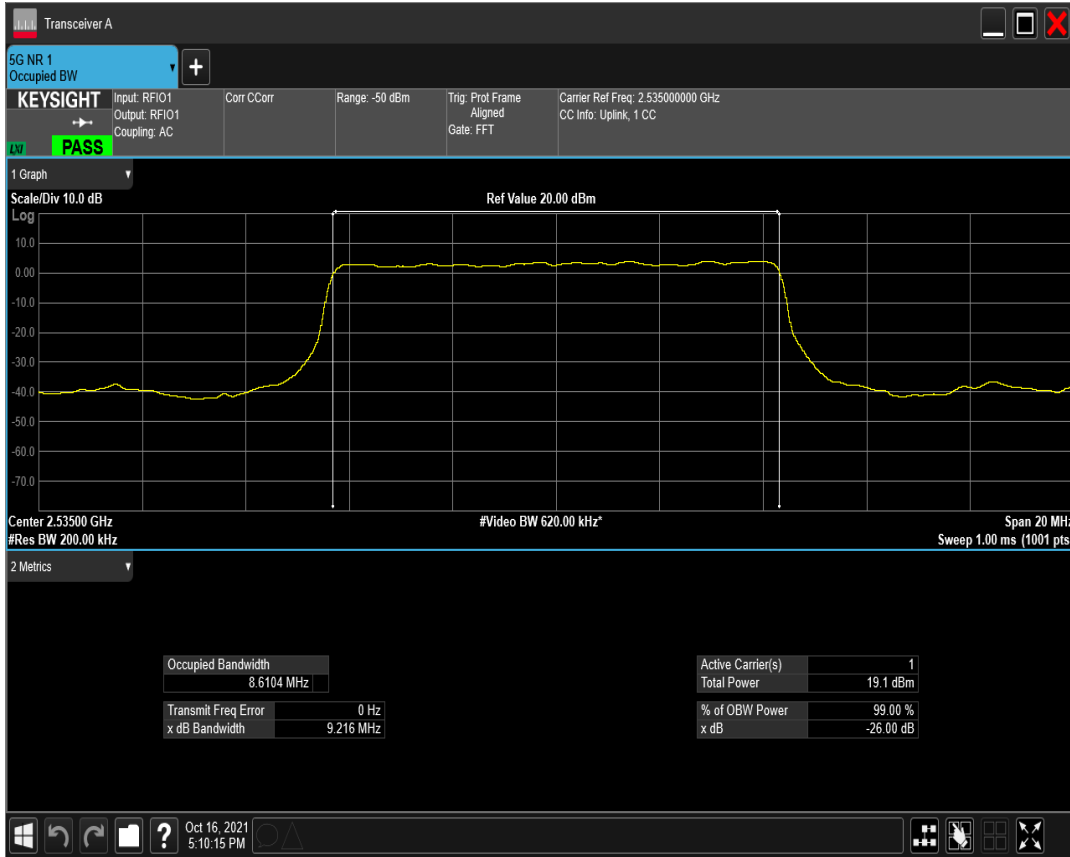 Transceiver A
5G NR 1
Occupied BW
KEYSIGHT
LXI
PASS
Input: RFIO1
Output: RFIO1
Coupling: AC
Corr CCorr
Range: -50 dBm
Trig: Prot Frame
Aligned
Gate: FFT
Carrier Ref Freq: 2.535000000 GHz
CC Info: Uplink, 1 CC
1 Graph
Scale/Div 10.0 dB
Ref Value 20.00 dBm
Log
10.0
0.00
-10.0
-20.0
-30.0
-40.0
-50.0
-60.0
-70.0
Center 2.53500 GHz
#Video BW 620.00 kHz*
Span 20 MHz
#Res BW 200.00 kHz
Sweep 1.00 ms (1001 pts
2 Metrics
Occupied Bandwidth
8.6104 MHz
Transmit Freq Error 0 Hz
x dB Bandwidth 9.216 MHz
Active Carrier(s) 1
Total Power 19.1 dBm
% of OBW Power 99.00 %
x dB -26.00 dB
?
Oct 16, 2021
5:10:15 PM